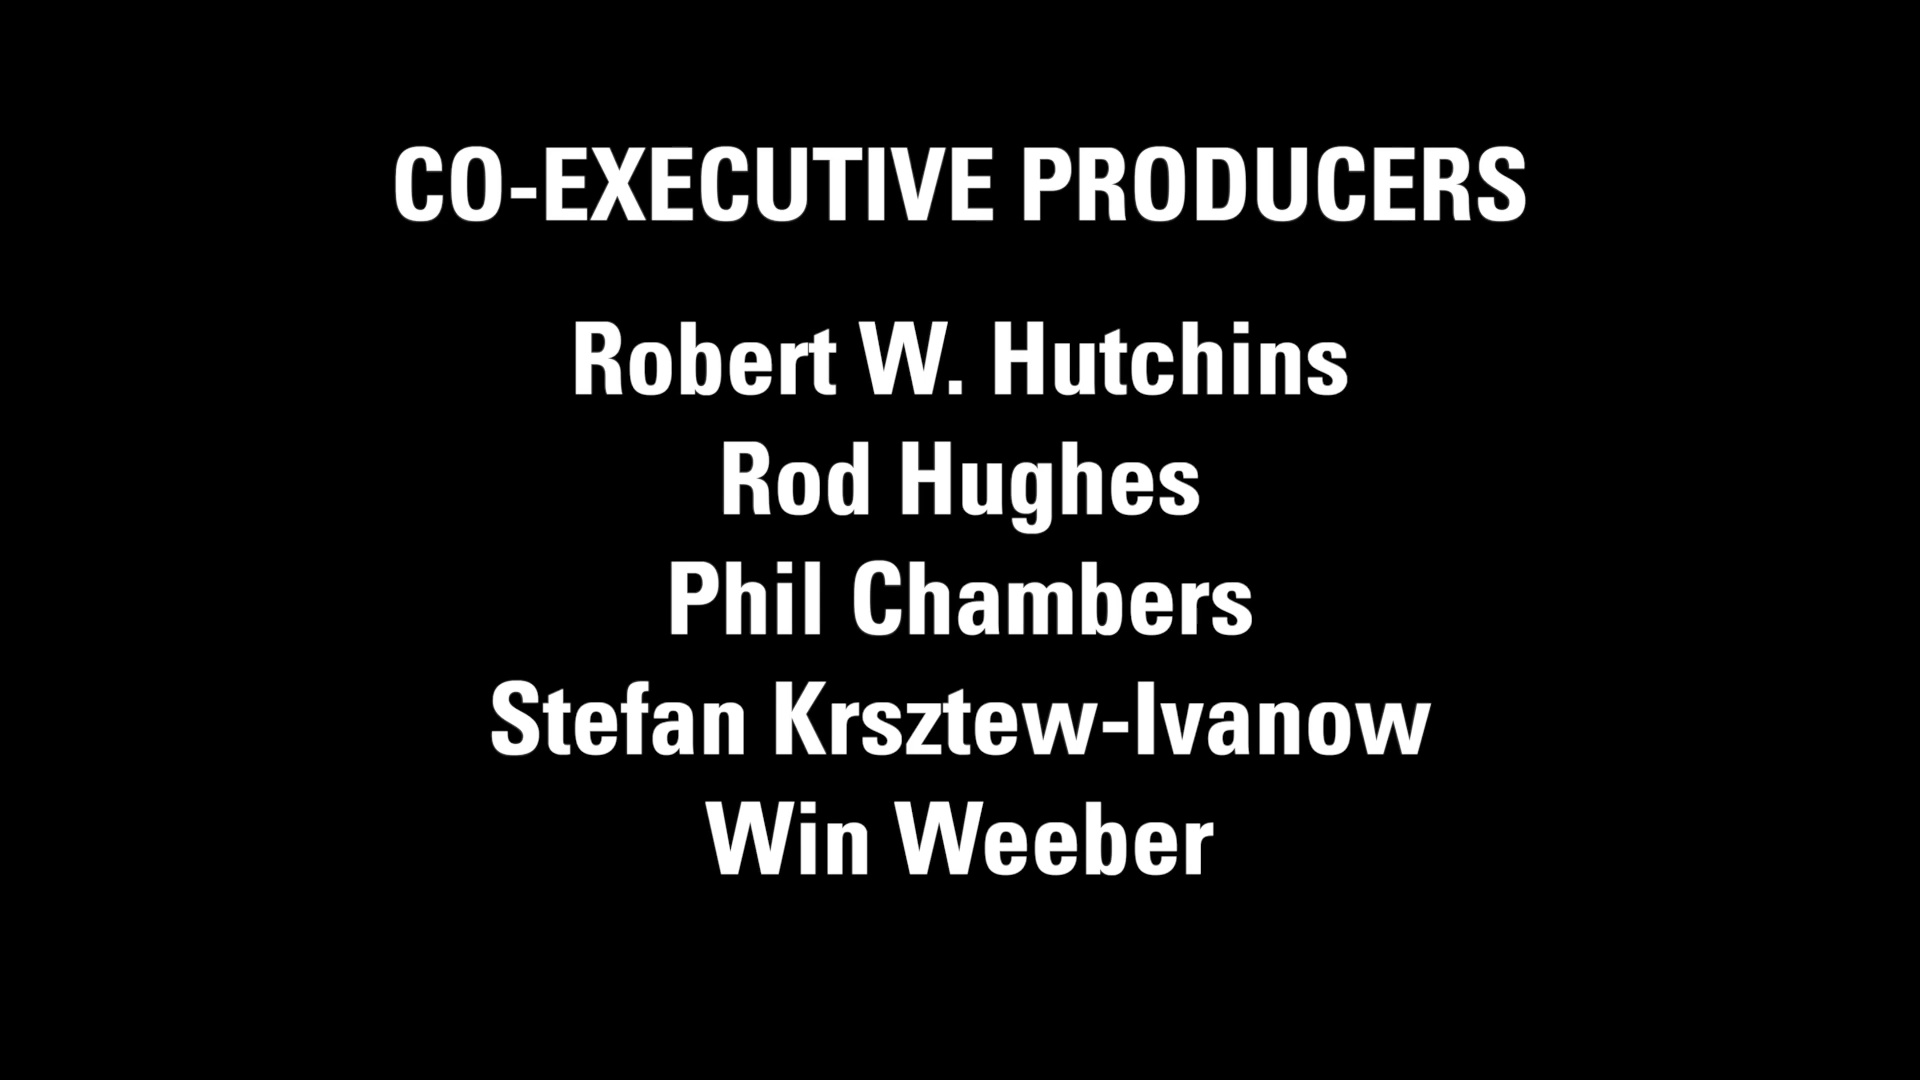 CO-EXECUTIVE PRODUCERS
Robert W. Hutchins
Rod Hughes
Phil Chambers
Stefan Krsztew-Ivanow
Win Weeber